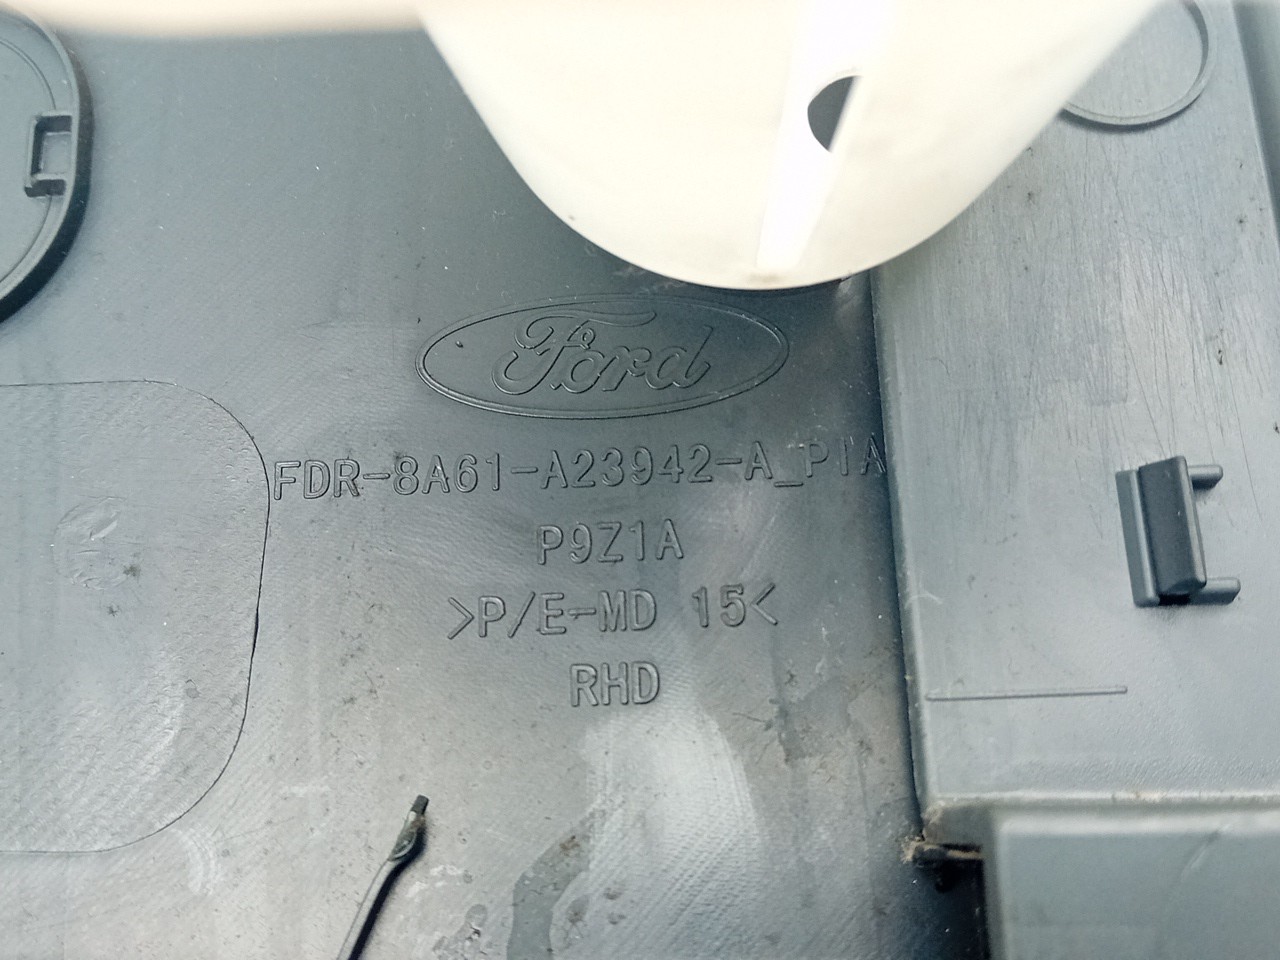 Ford
FDR-8A61-A23942-A_PIA
P9Z1A
>P/E-MD 15<
RHD